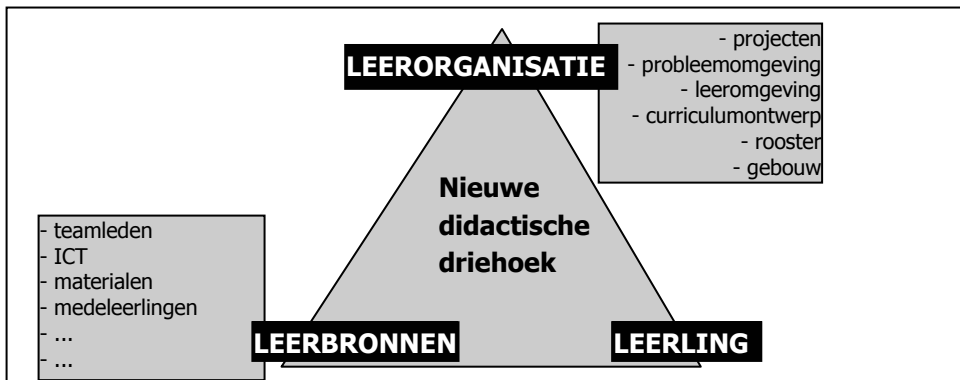 LEERORGANISATIE
- projecten
- probleemomgeving
- leeromgeving
- curriculumontwerp
- rooster
- gebouw
Nieuwe
didactische
driehoek
- teamleden
- ICT
- materialen
- medeleerlingen
- ...
- ...
LEERBRONNEN
LEERLING